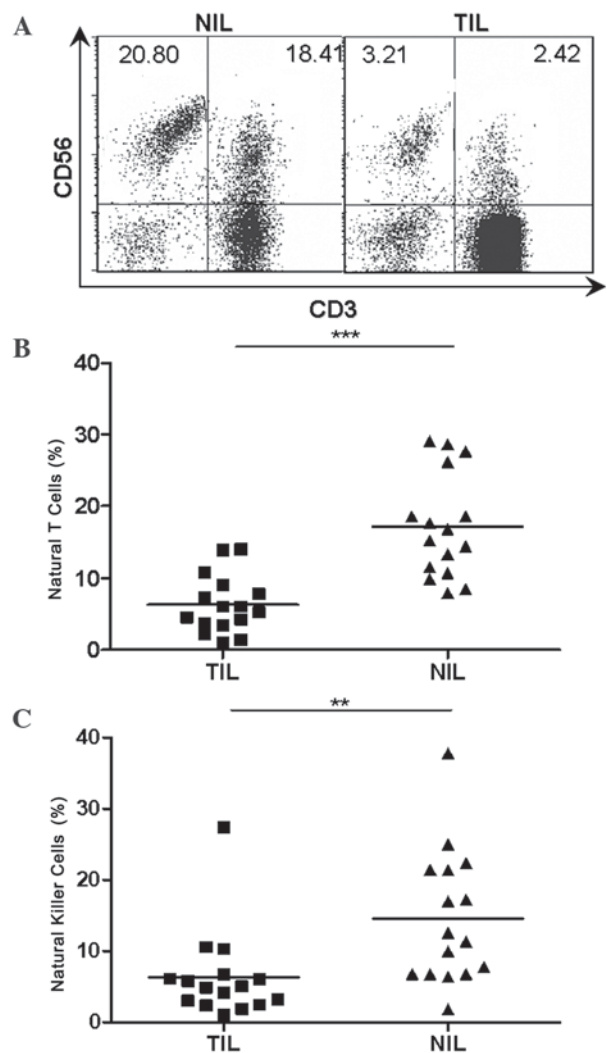 A
NIL TIL
20.80 18.41 3.21 2.42
CD56
CD3
B
***
Natural T Cells (%)
40
30
20
10
0
TIL NIL
C
**
Natural Killer Cells (%)
40
30
20
10
0
TIL NIL